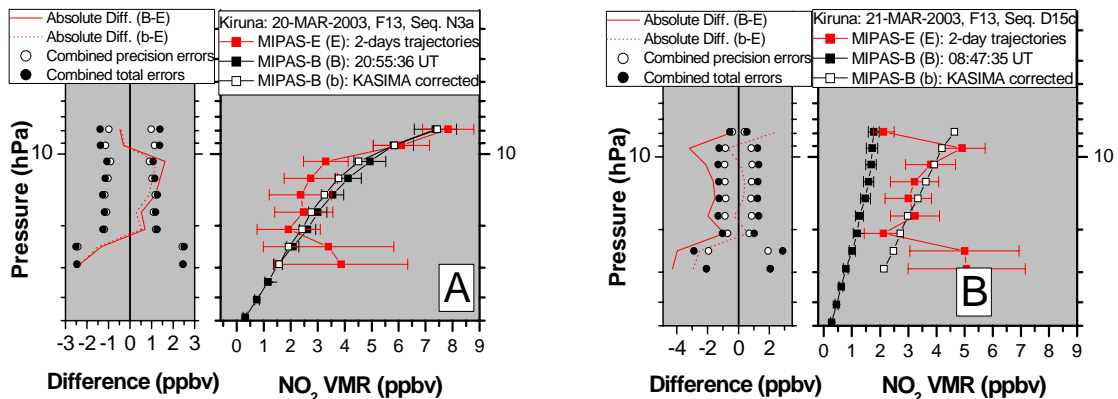 Absolute Diff. (B-E)
Absolute Diff. (b-E)
Combined precision errors
Combined total errors
Kiruna: 20-MAR-2003, F13, Seq. N3a
MIPAS-E (E): 2-days trajectories
MIPAS-B (B): 20:55:36 UT
MIPAS-B (b): KASIMA corrected
Pressure (hPa)
10
10
A
-3 -2 -1 0 1 2 3
0 1 2 3 4 5 6 7 8 9
Difference (ppbv)
NO2 VMR (ppbv)
Absolute Diff. (B-E)
Absolute Diff. (b-E)
Combined precision errors
Combined total errors
Kiruna: 21-MAR-2003, F13, Seq. D15c
MIPAS-E (E): 2-day trajectories
MIPAS-B (B): 08:47:35 UT
MIPAS-B (b): KASIMA corrected
Pressure (hPa)
10
10
B
-4 -2 0 2
0 1 2 3 4 5 6 7 8 9
Difference (ppbv)
NO2 VMR (ppbv)